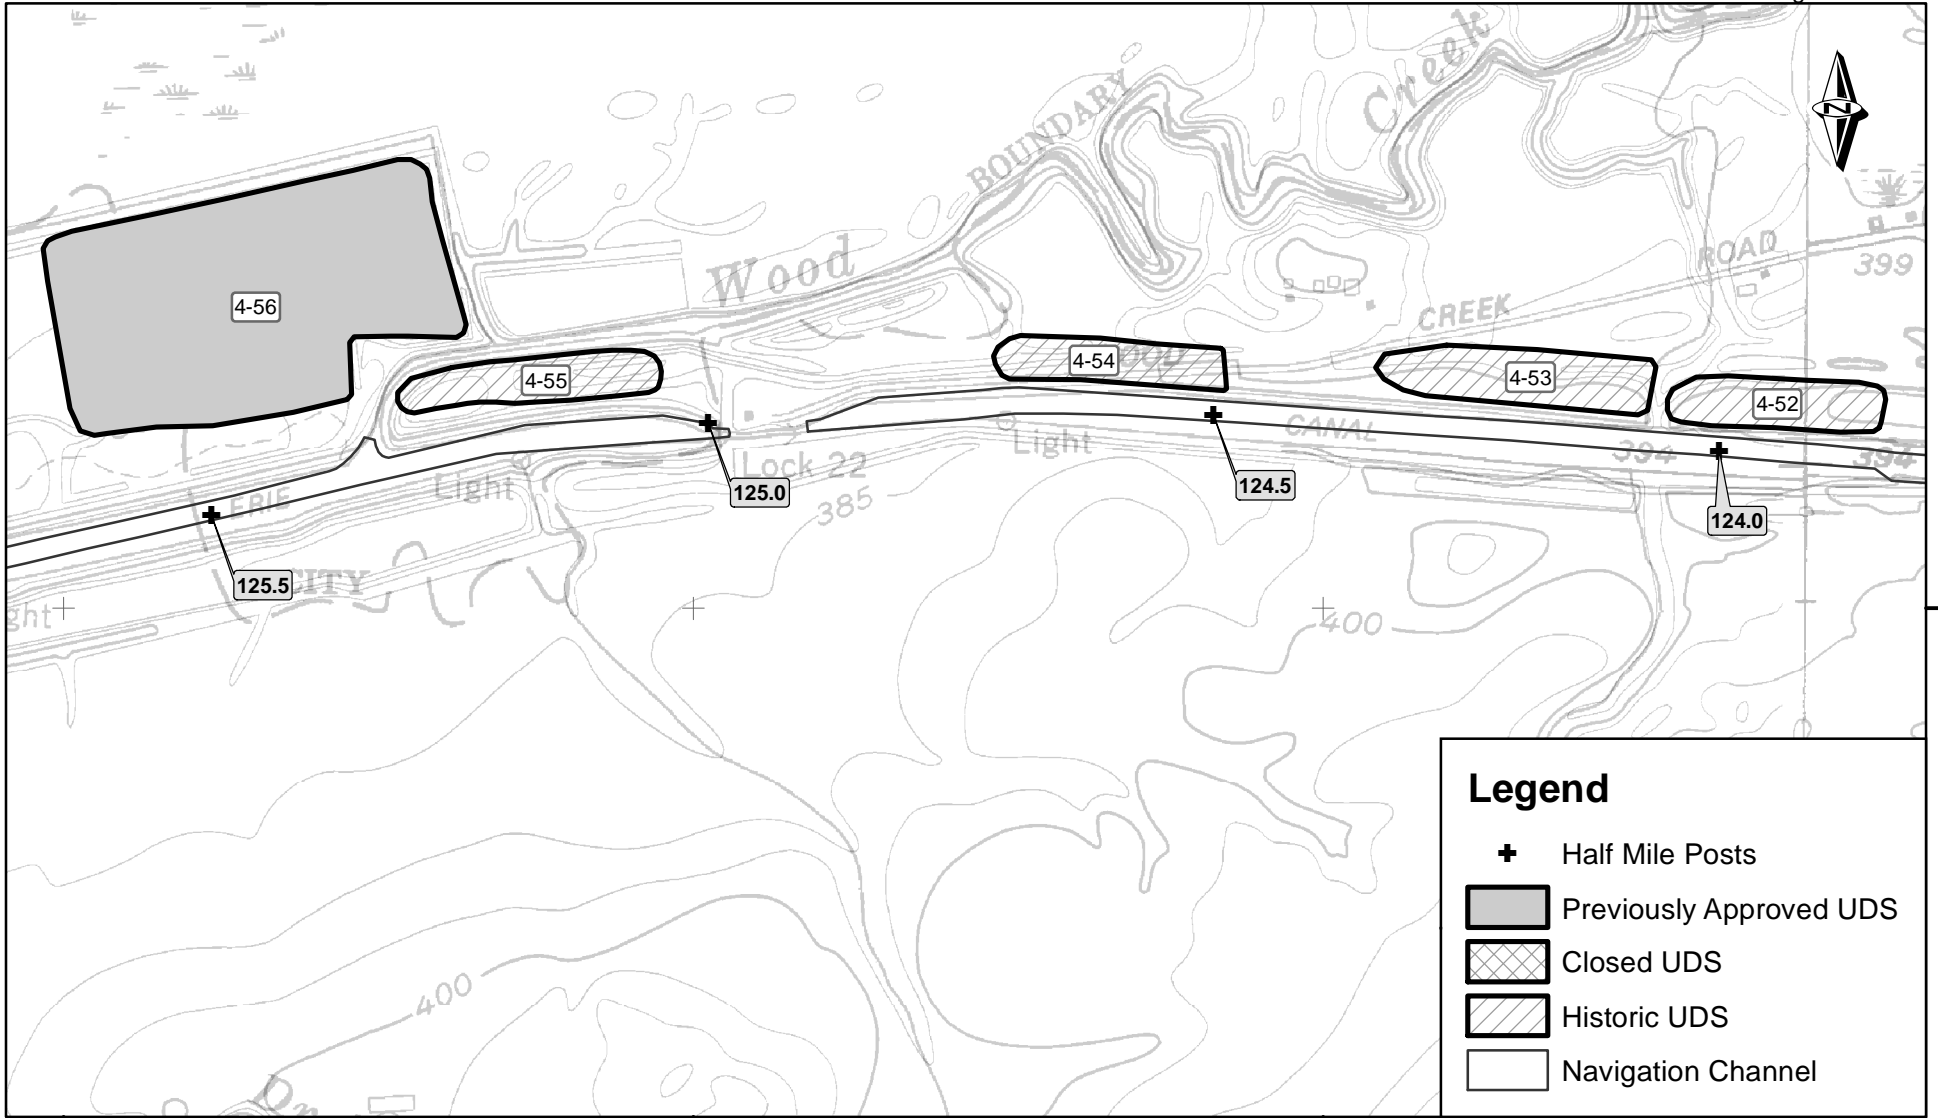 Creek
BOUNDARY
N
Wood
ROAD
399
CREEK
4-56
4-55
4-54
WOOD
4-53
4-52
CANAL
Light
394
394
Lock 22
Light
385
ERIE
125.0
124.5
124.0
125.5
CITY
400
400
Legend
Half Mile Posts
Previously Approved UDS
Closed UDS
Historic UDS
Navigation Channel